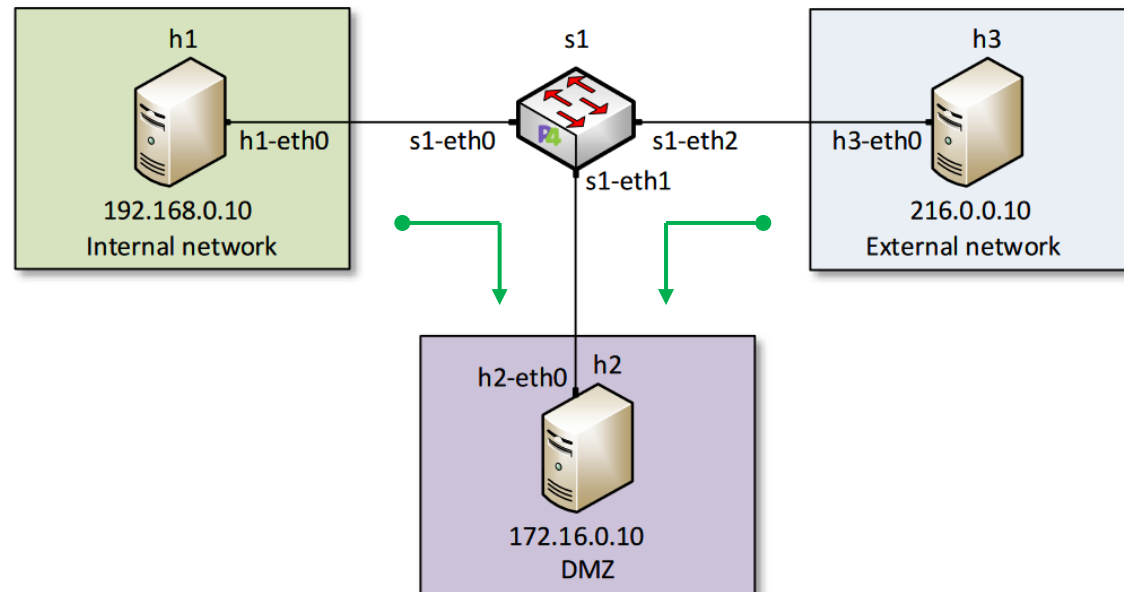 h1
s1
h3
h1-eth0
s1-eth0
P4
s1-eth2
h3-eth0
s1-eth1
192.168.0.10
Internal network
216.0.0.10
External network
h2
h2-eth0
172.16.0.10
DMZ